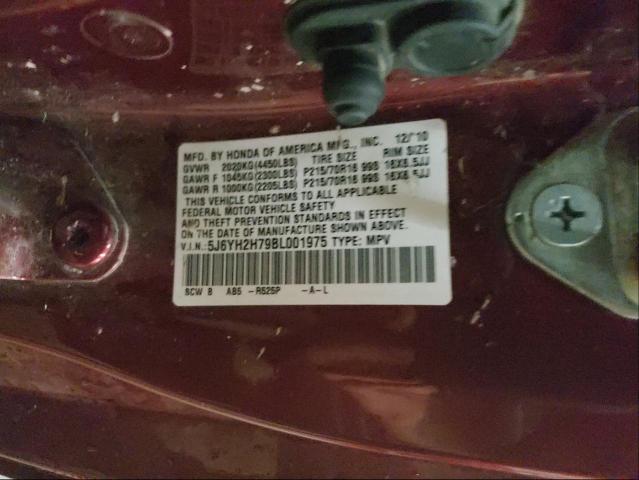 MFD. BY HONDA OF AMERICA MFG., INC. 12/10
GVWR 2020KG(4450LBS) TIRE SIZE RIM SIZE
GAWR F 1045KG(2300LBS) P215/70R16 99S 16X6.5JJ
GAWR R 1000KG(2205LBS) P215/70R16 99S 16X6.5JJ
THIS VEHICLE CONFORMS TO ALL APPLICABLE
FEDERAL MOTOR VEHICLE SAFETY
AND THEFT PREVENTION STANDARDS IN EFFECT
ON THE DATE OF MANUFACTURE SHOWN ABOVE.
V.I.N.: 5J6YH2H79BL001975 TYPE: MPV
SCW B AB5 -R525P -A-L